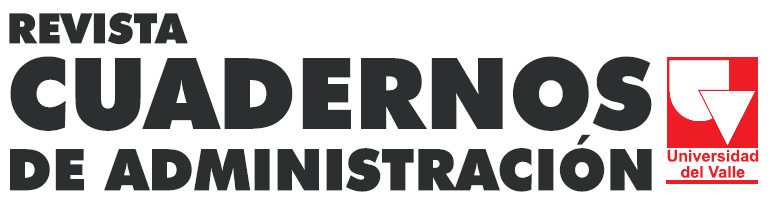 REVISTA
CUADERNOS
DE ADMINISTRACIÓN
Universidad
del Valle